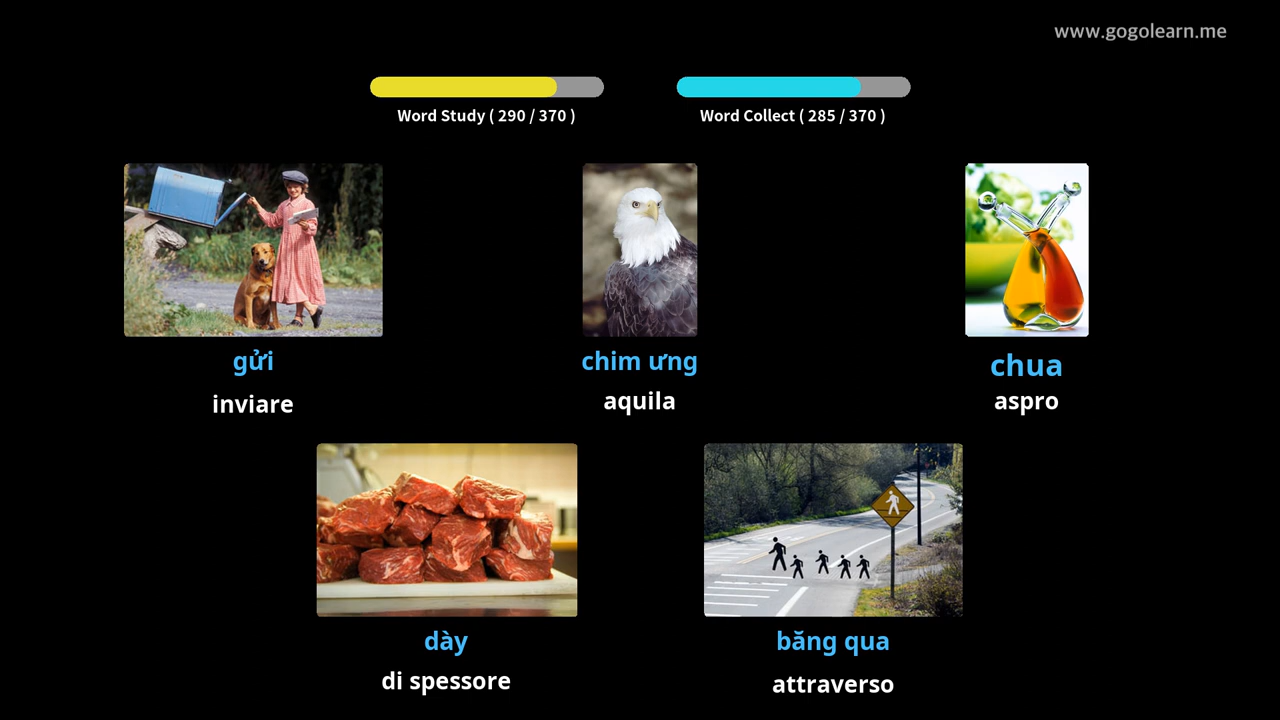 www.gogolearn.me
Word Study ( 290 / 370 )
Word Collect ( 285 / 370 )
gửi
inviare
chim ưng
aquila
chua
aspro
dày
di spessore
băng qua
attraverso